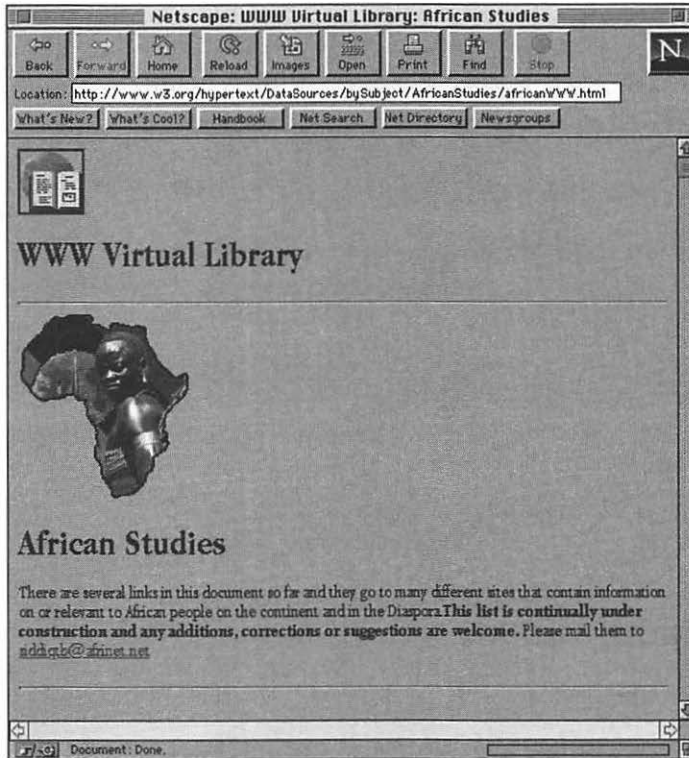 Netscape: WWW Virtual Library: African Studies
Back Forward Home Reload Images Open Print Find Stop
N
Location: http://www.w3.org/hypertext/DataSources/bySubject/AfricanStudies/africanWWW.html
What's New? What's Cool? Handbook Net Search Net Directory Newsgroups
WWW Virtual Library
African Studies
There are several links in this document so far and they go to many different sites that contain information
on or relevant to African people on the continent and in the Diaspora.This list is continually under
construction and any additions, corrections or suggestions are welcome. Please mail them to
@afrinet.net
Document: Done.